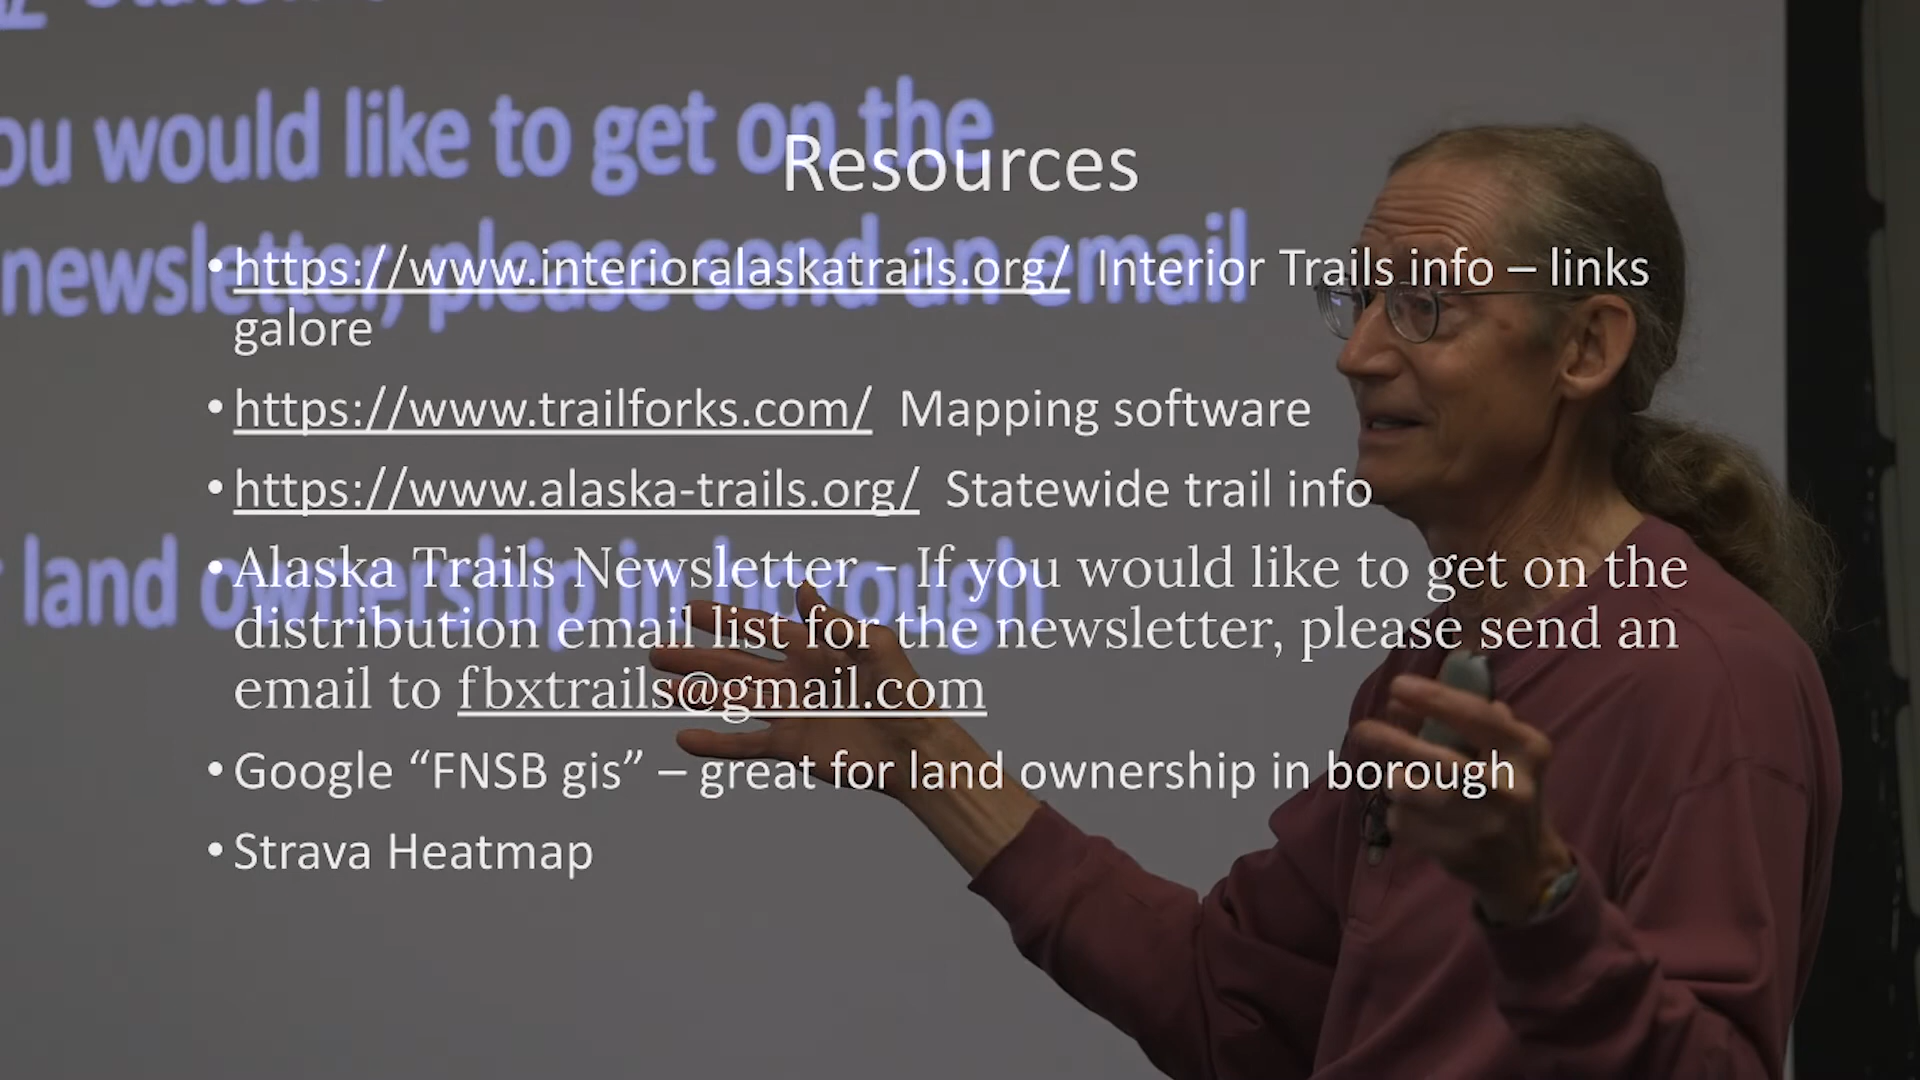 ou would like to get on the
newsletter, please send an email
land ownership in borough
Resources
• https://www.interioralaskatrails.org/ Interior Trails info – links
galore
• https://www.trailforks.com/ Mapping software
• https://www.alaska-trails.org/ Statewide trail info
• Alaska Trails Newsletter - If you would like to get on the
distribution email list for the newsletter, please send an
email to fbxtrails@gmail.com
• Google “FNSB gis” – great for land ownership in borough
• Strava Heatmap